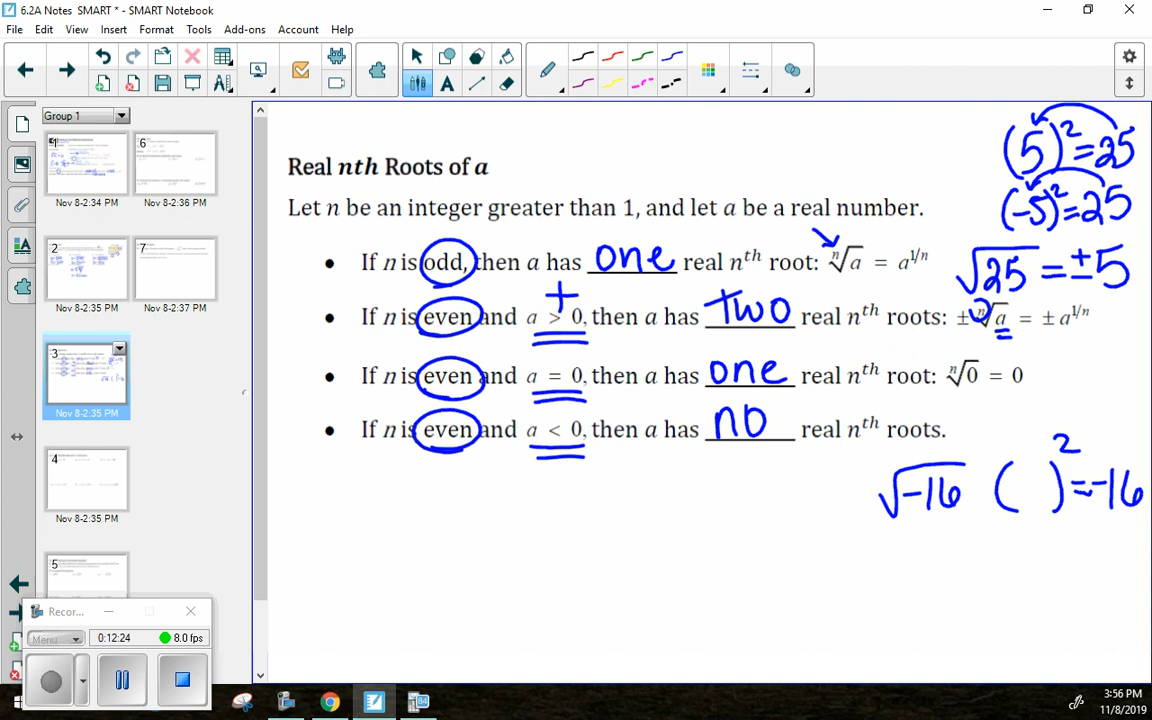 6.2A Notes SMART * - SMART Notebook
File Edit View Insert Format Tools Add-ons Account Help
Group 1
1
Nov 8-2:34 PM
6
Nov 8-2:36 PM
2
Nov 8-2:35 PM
7
Nov 8-2:37 PM
3
Nov 8-2:35 PM
4
Nov 8-2:35 PM
5
Real nth Roots of a
Let n be an integer greater than 1, and let a be a real number.
• If n is odd, then a has one real nᵗʰ root: ⁿ√a = a^1/n
+
• If n is even and a > 0, then a has two real nᵗʰ roots: ± ⁿ√a = ± a^1/n
• If n is even and a = 0, then a has one real nᵗʰ root: ⁿ√0 = 0
• If n is even and a < 0, then a has no real nᵗʰ roots.
(5)² = 25
(-5)² = 25
√25 = ±5
√-16 ( )² = -16
Recor...
Menu 0:12:24 8.0 fps
3:56 PM
11/8/2019